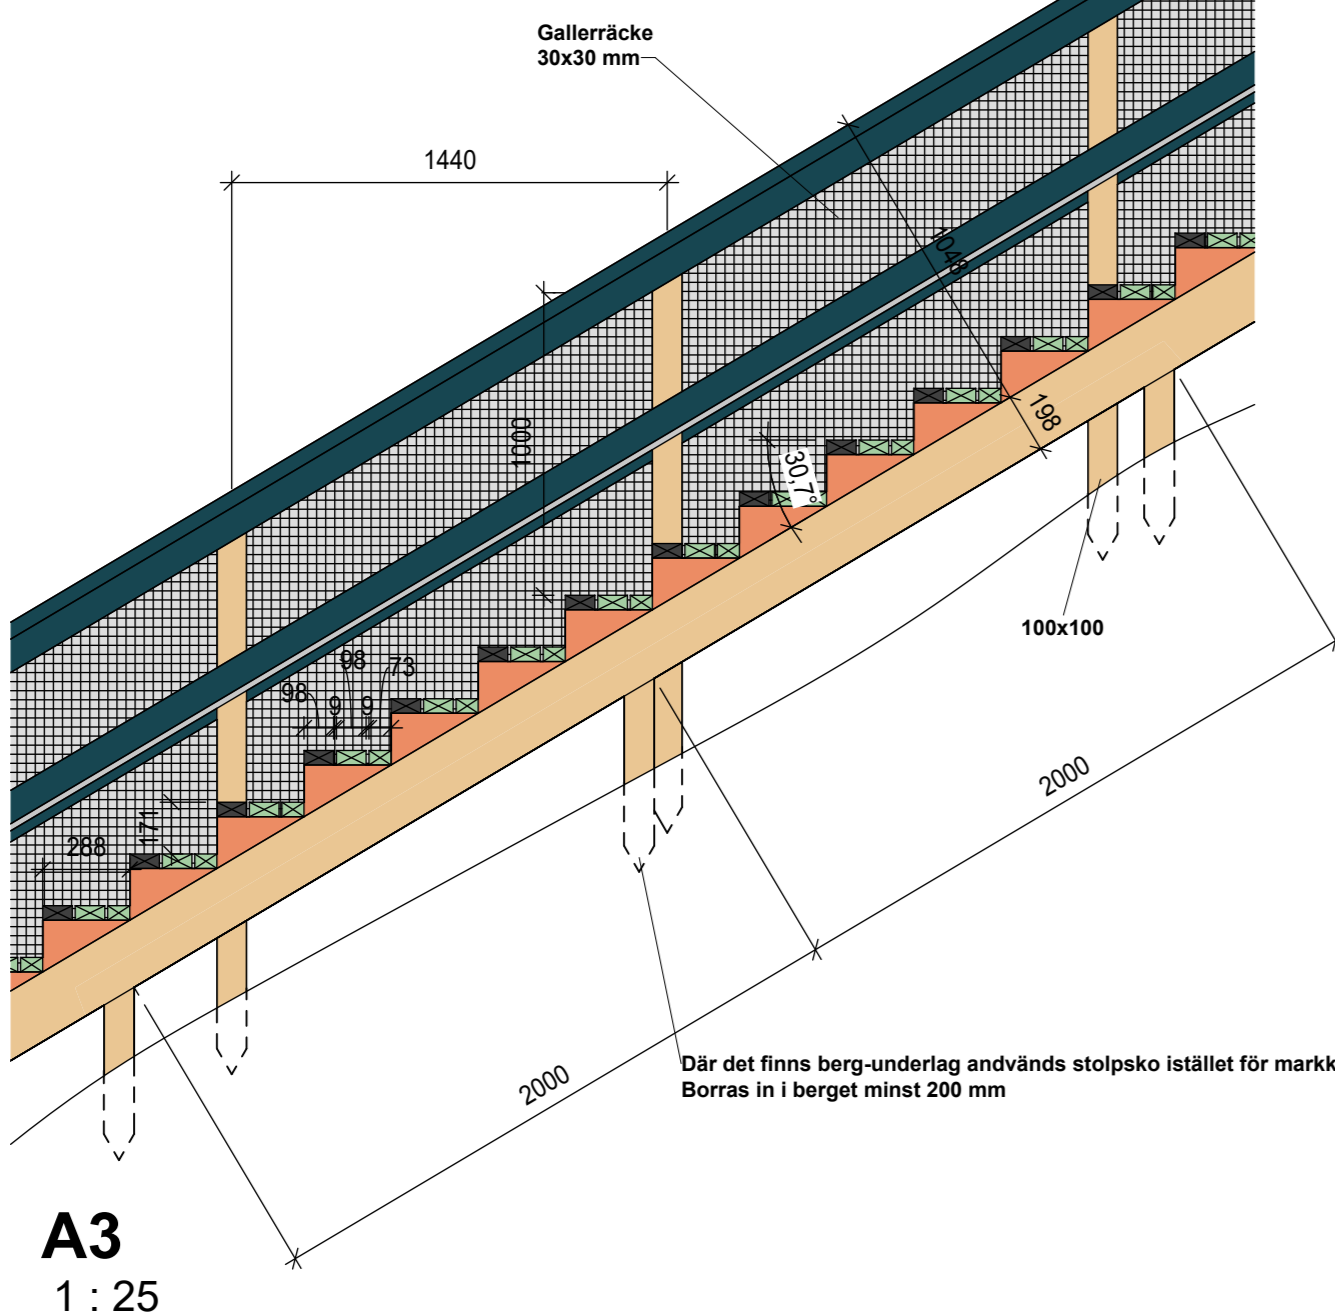 Gallerräcke
30x30 mm
1440
1048
1000
198
30,7°
100x100
98
98
73
9
9
2000
171
288
Där det finns berg-underlag andvänds stolpsko istället för markk
Borras in i berget minst 200 mm
2000
A3
1 : 25